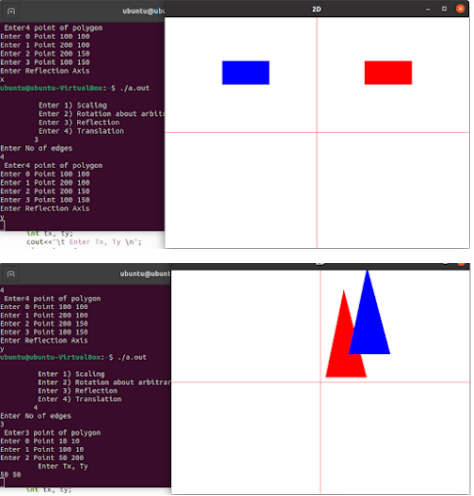 ubuntu@ub
2D
Enter4 point of polygon
Enter 0 Point 100 100
Enter 1 Point 200 100
Enter 2 Point 200 150
Enter 3 Point 100 150
Enter Reflection Axis
x
ubuntu@ubuntu-VirtualBox:~$ ./a.out
Enter 1) Scaling
Enter 2) Rotation about arbitra
Enter 3) Reflection
Enter 4) Translation
3
Enter No of edges
4
Enter4 point of polygon
Enter 0 Point 100 100
Enter 1 Point 200 100
Enter 2 Point 200 150
Enter 3 Point 100 150
Enter Reflection Axis
y
int tx, ty;
cout<<"\t Enter Tx, Ty \n";
ubuntu@ubunt
4
Enter4 point of polygon
Enter 0 Point 100 100
Enter 1 Point 200 100
Enter 2 Point 200 150
Enter 3 Point 100 150
Enter Reflection Axis
y
ubuntu@ubuntu-VirtualBox:~$ ./a.out
Enter 1) Scaling
Enter 2) Rotation about arbitrar
Enter 3) Reflection
Enter 4) Translation
4
Enter No of edges
3
Enter3 point of polygon
Enter 0 Point 10 10
Enter 1 Point 100 10
Enter 2 Point 50 200
Enter Tx, Ty
50 50
int tx, ty;